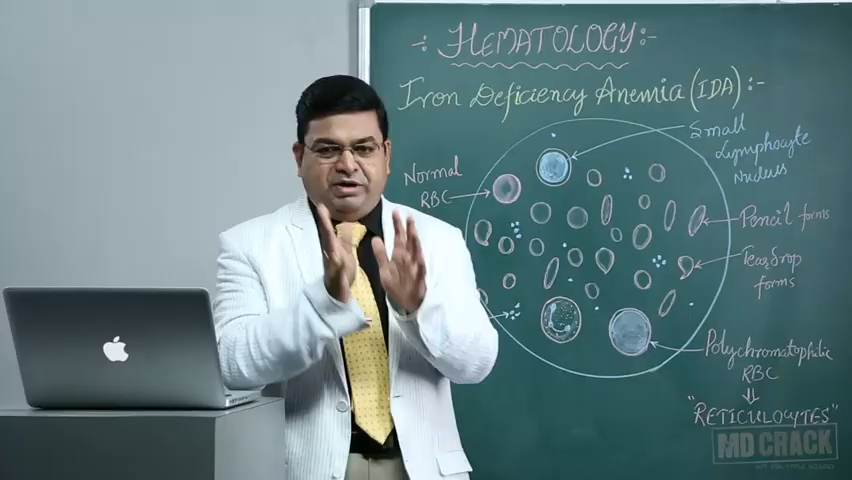 -: HEMATOLOGY :-
Iron Deficiency Anemia (IDA) :-
Small
Lymphocyte
Nucleus
Normal
RBC
Pencil forms
Tear drop
forms
Polychromatophilic
RBC
"RETICULOCYTES"
MD CRACK